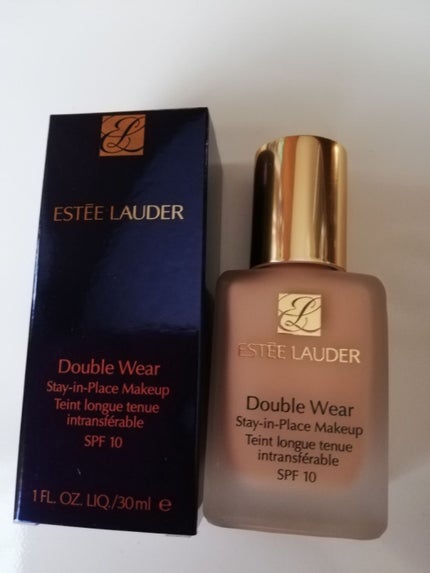 ESTĒE LAUDER
Double Wear
Stay-in-Place Makeup
Teint longue tenue
intransférable
SPF 10
1 FL. OZ. LIQ./30 ml ℮
ESTĒE LAUDER
Double Wear
Stay-in-Place Makeup
Teint longue tenue
intransférable
SPF 10